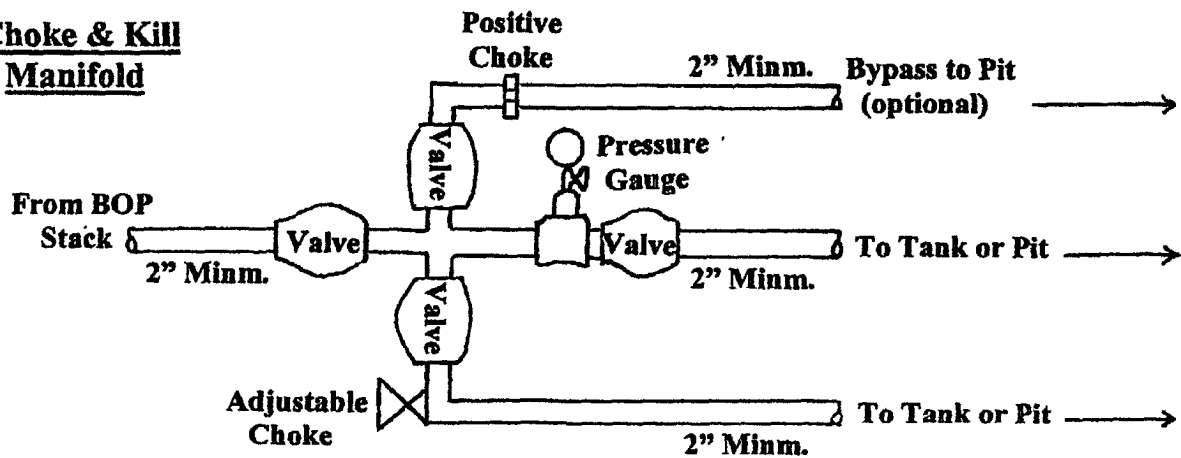 Choke & Kill
Manifold
Positive
Choke
2” Minm.
Bypass to Pit
(optional)
Valve
Pressure
Gauge
From BOP
Stack
Valve
Valve
To Tank or Pit
2” Minm.
2” Minm.
Valve
Adjustable
Choke
To Tank or Pit
2” Minm.